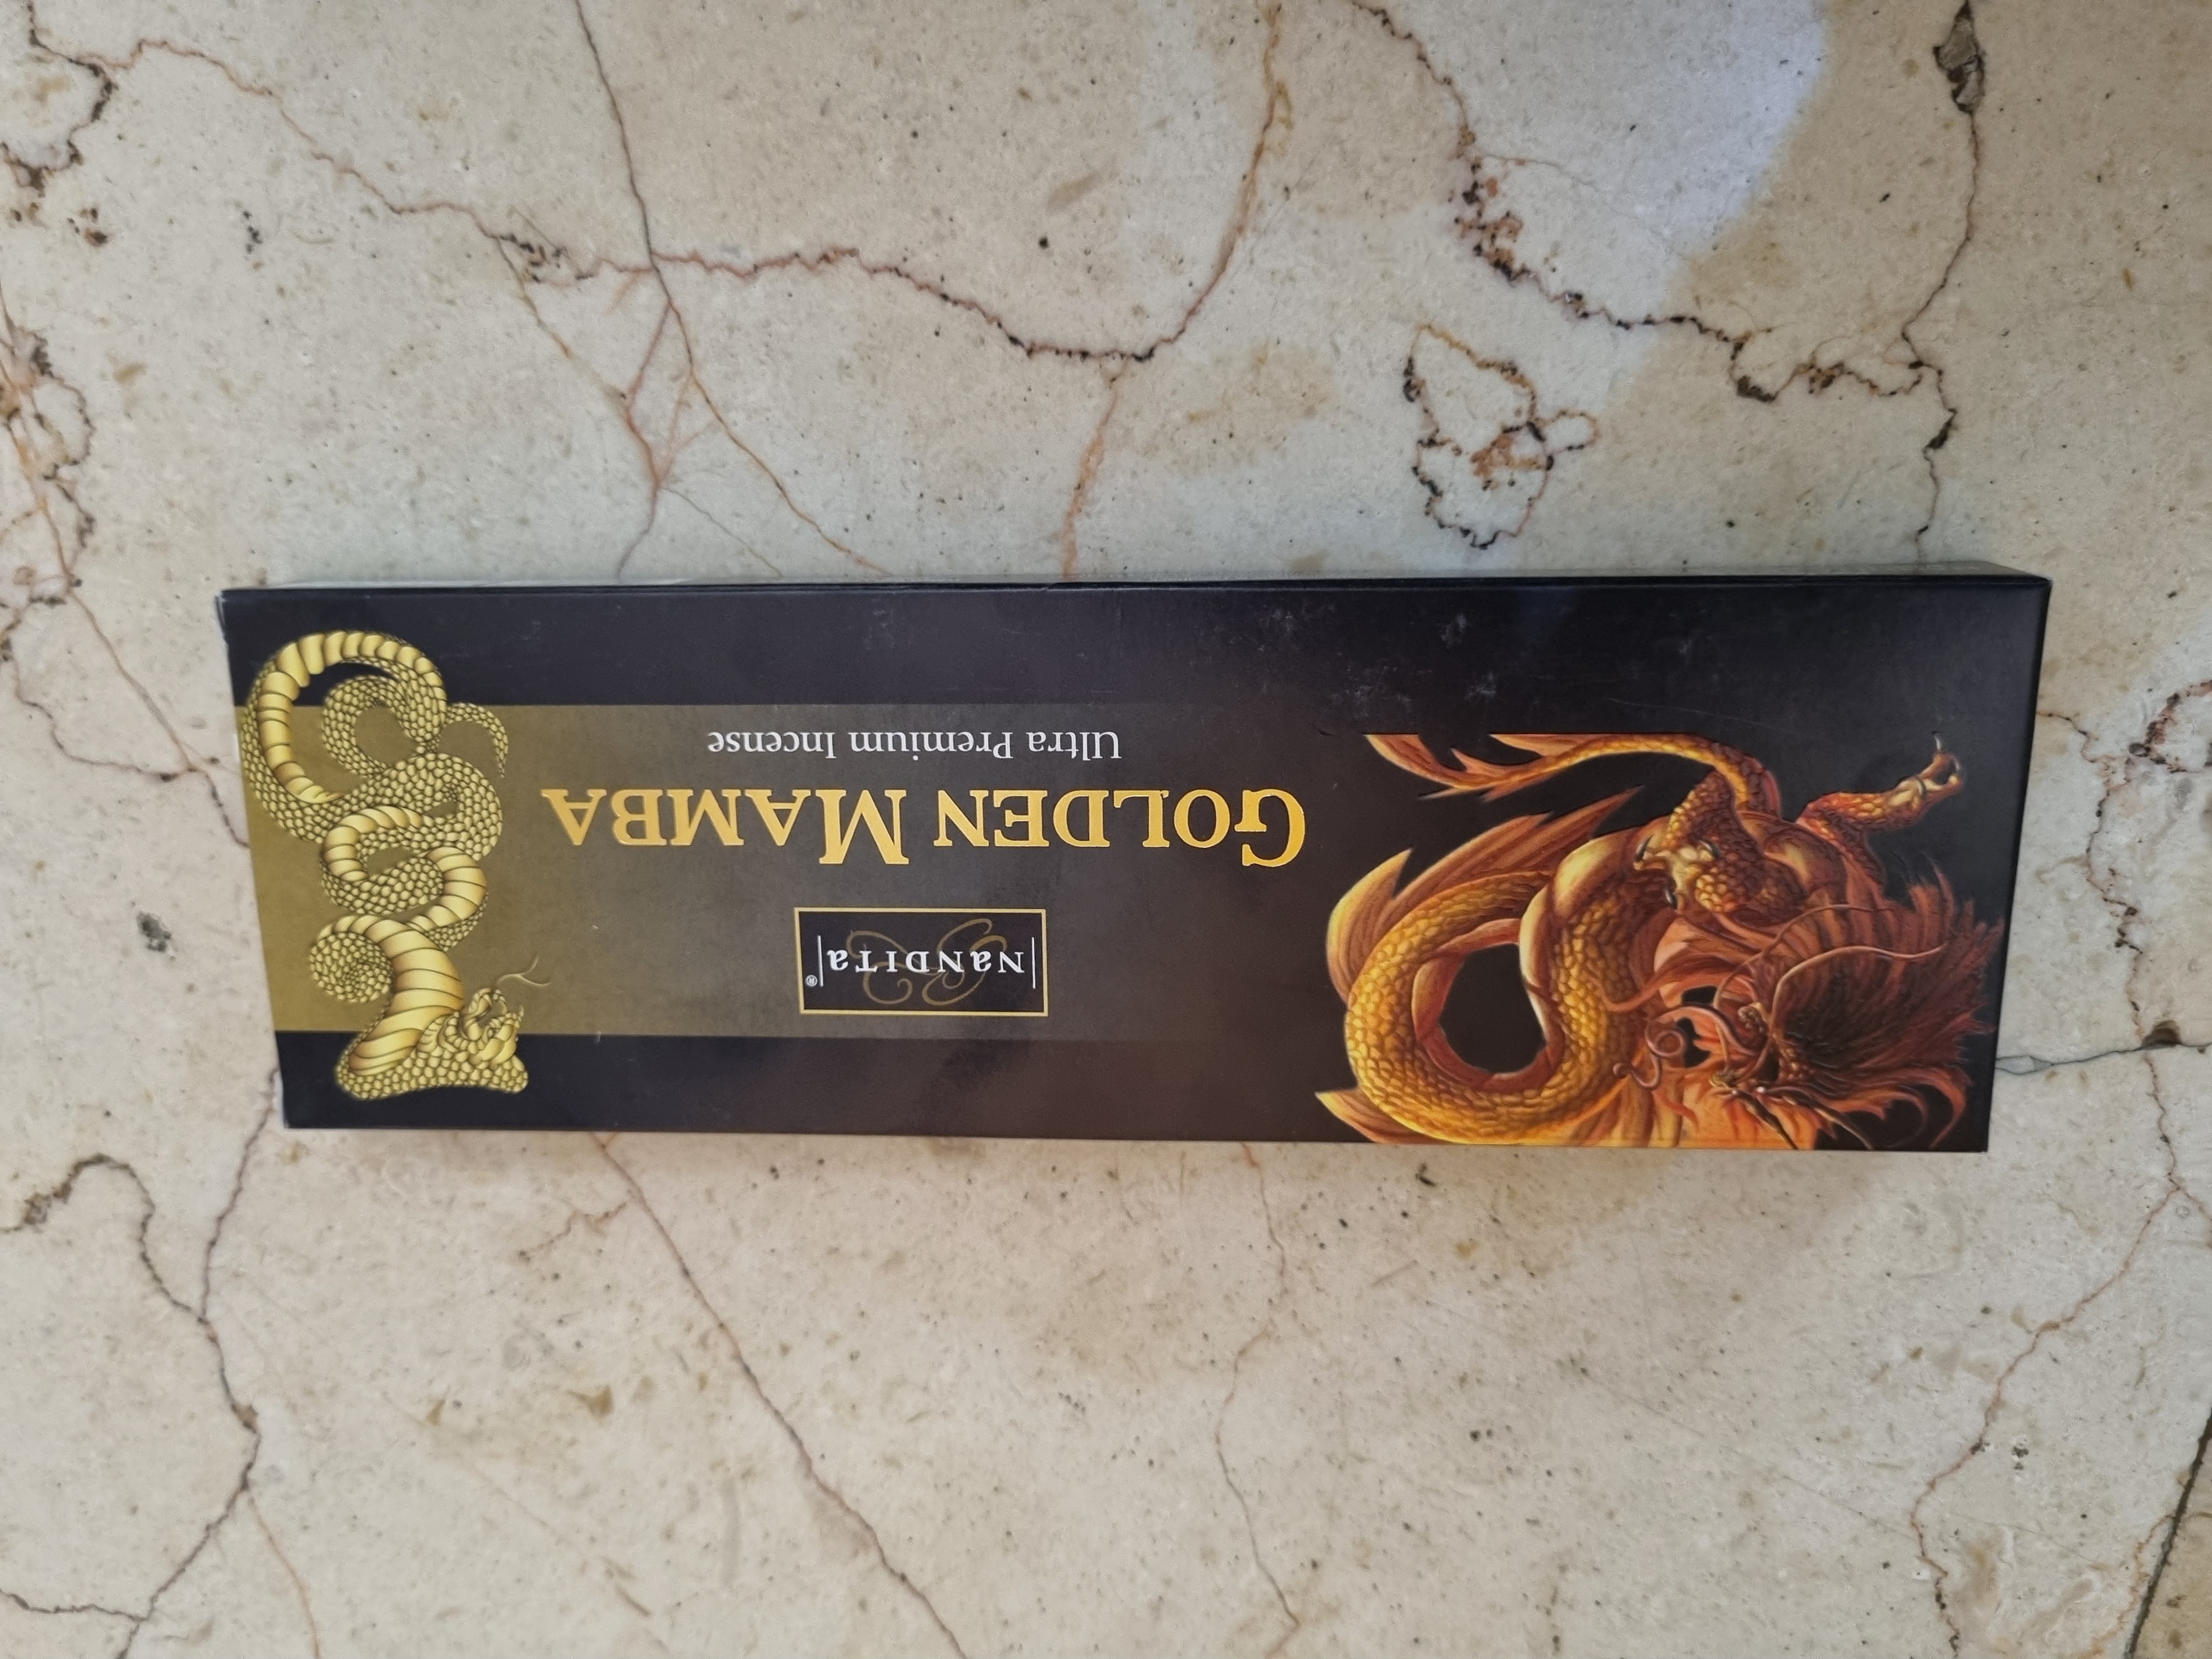 NaNDITa®
GOLDEN MAMBA
Ultra Premium Incense